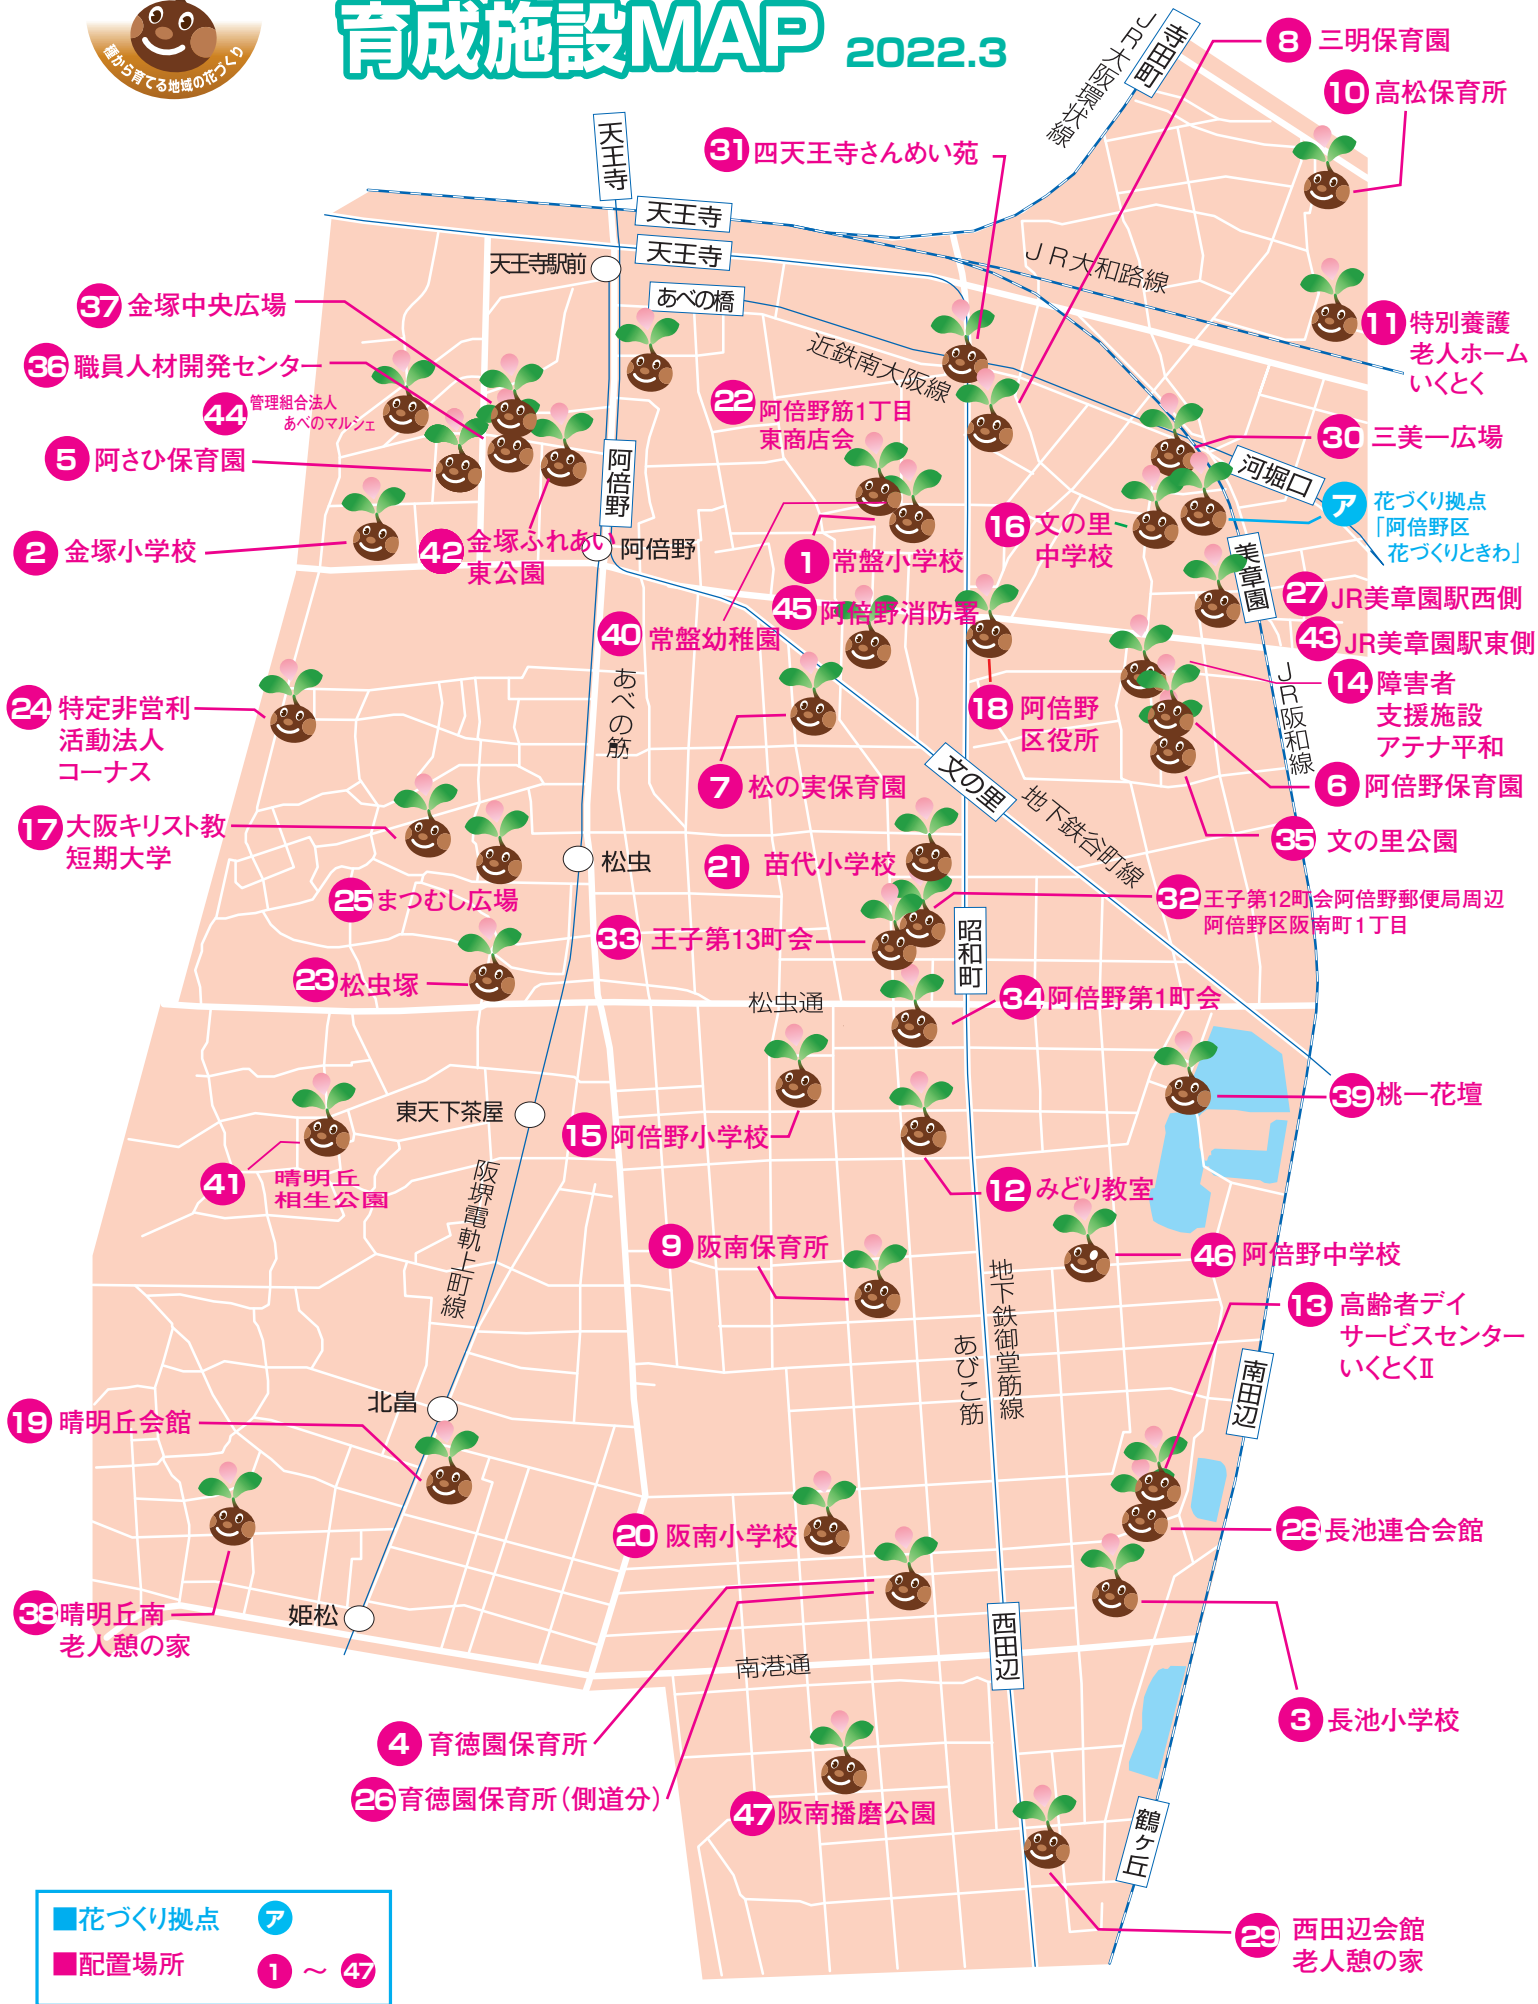 種から育てる地域の花づくり
育成施設MAP 2022.3
寺田町
JR大阪環状線
8 三明保育園
10 高松保育所
天王寺
31 四天王寺さんめい苑
天王寺
天王寺
天王寺駅前
あべの橋
JR大和路線
近鉄南大阪線
37 金塚中央広場
36 職員人材開発センター
44 管理組合法人
あべのマルシェ
5 阿さひ保育園
2 金塚小学校
42 金塚ふれあい
東公園
阿倍野
阿倍野
22 阿倍野筋1丁目
東商店会
11 特別養護
老人ホーム
いくとく
30 三美一広場
河堀口
ア 花づくり拠点
「阿倍野区
花づくりときわ」
16 文の里
中学校
1 常盤小学校
45 阿倍野消防署
40 常盤幼稚園
美章園
27 JR美章園駅西側
43 JR美章園駅東側
14 障害者
支援施設
アテナ平和
JR阪和線
18 阿倍野
区役所
6 阿倍野保育園
35 文の里公園
24 特定非営利
活動法人
コーナス
あべの筋
7 松の実保育園
文の里
地下鉄谷町線
17 大阪キリスト教
短期大学
25 まつむし広場
松虫
21 苗代小学校
32 王子第12町会阿倍野郵便局周辺
阿倍野区阪南町1丁目
33 王子第13町会
昭和町
23 松虫塚
松虫通
34 阿倍野第1町会
39 桃一花壇
東天下茶屋
15 阿倍野小学校
41 晴明丘
相生公園
阪堺電軌上町線
12 みどり教室
9 阪南保育所
46 阿倍野中学校
地下鉄御堂筋線
あびこ筋
13 高齢者デイ
サービスセンター
いくとくⅡ
南田辺
北畠
19 晴明丘会館
20 阪南小学校
28 長池連合会館
38 晴明丘南
老人憩の家
姫松
西田辺
南港通
3 長池小学校
4 育徳園保育所
26 育徳園保育所（側道分）
47 阪南播磨公園
鶴ヶ丘
29 西田辺会館
老人憩の家
■花づくり拠点 ア
■配置場所 1 ～ 47